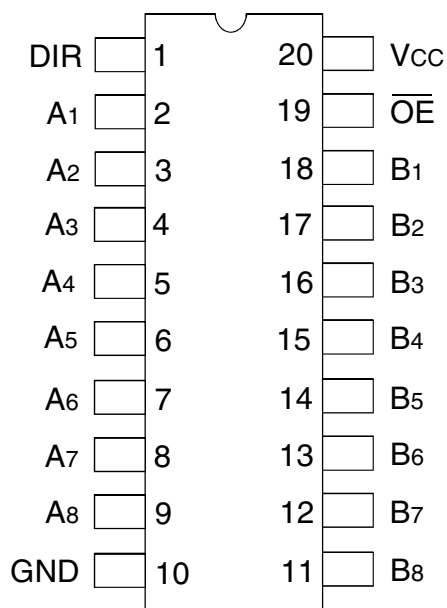 DIR 1 20 VCC
A1 2 19 O̅E̅
A2 3 18 B1
A3 4 17 B2
A4 5 16 B3
A5 6 15 B4
A6 7 14 B5
A7 8 13 B6
A8 9 12 B7
GND 10 11 B8